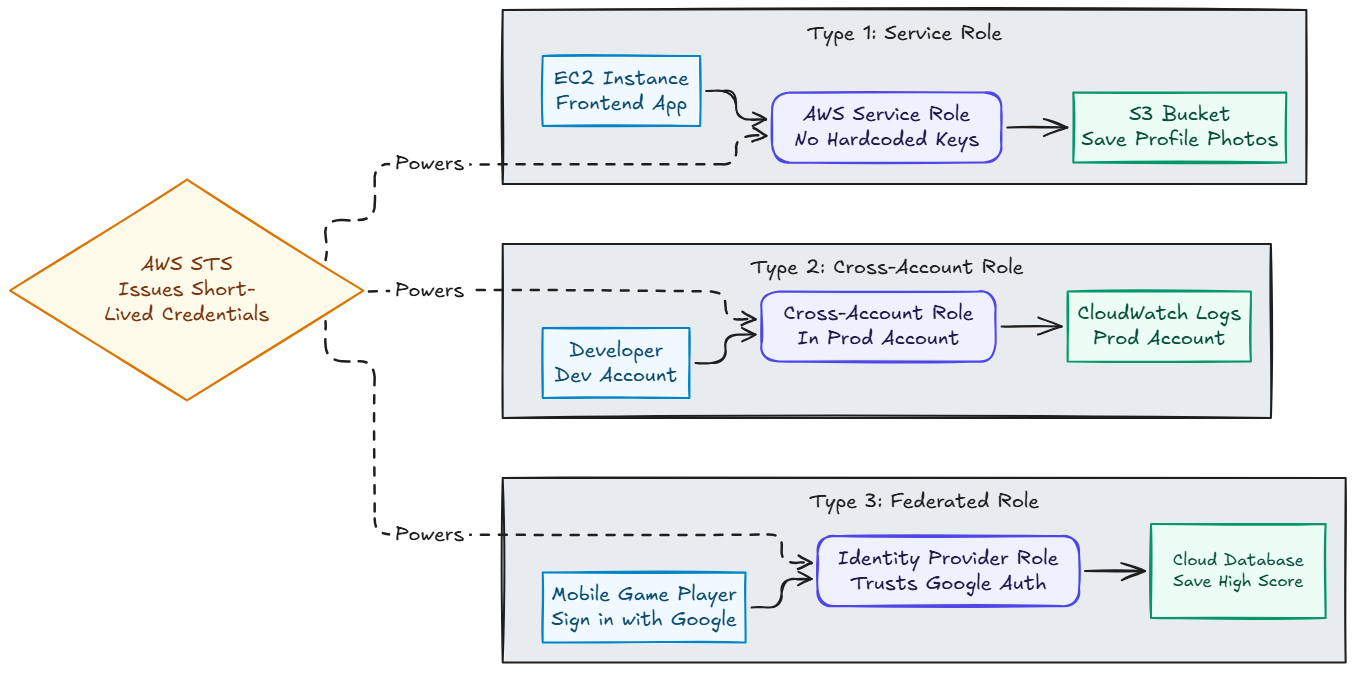 Type 1: Service Role
EC2 Instance
Frontend App
AWS Service Role
No Hardcoded Keys
S3 Bucket
Save Profile Photos
Powers
AWS STS
Issues Short-
Lived Credentials
Type 2: Cross-Account Role
Powers
Cross-Account Role
In Prod Account
CloudWatch Logs
Prod Account
Developer
Dev Account
Type 3: Federated Role
Powers
Identity Provider Role
Trusts Google Auth
Cloud Database
Save High Score
Mobile Game Player
Sign in with Google